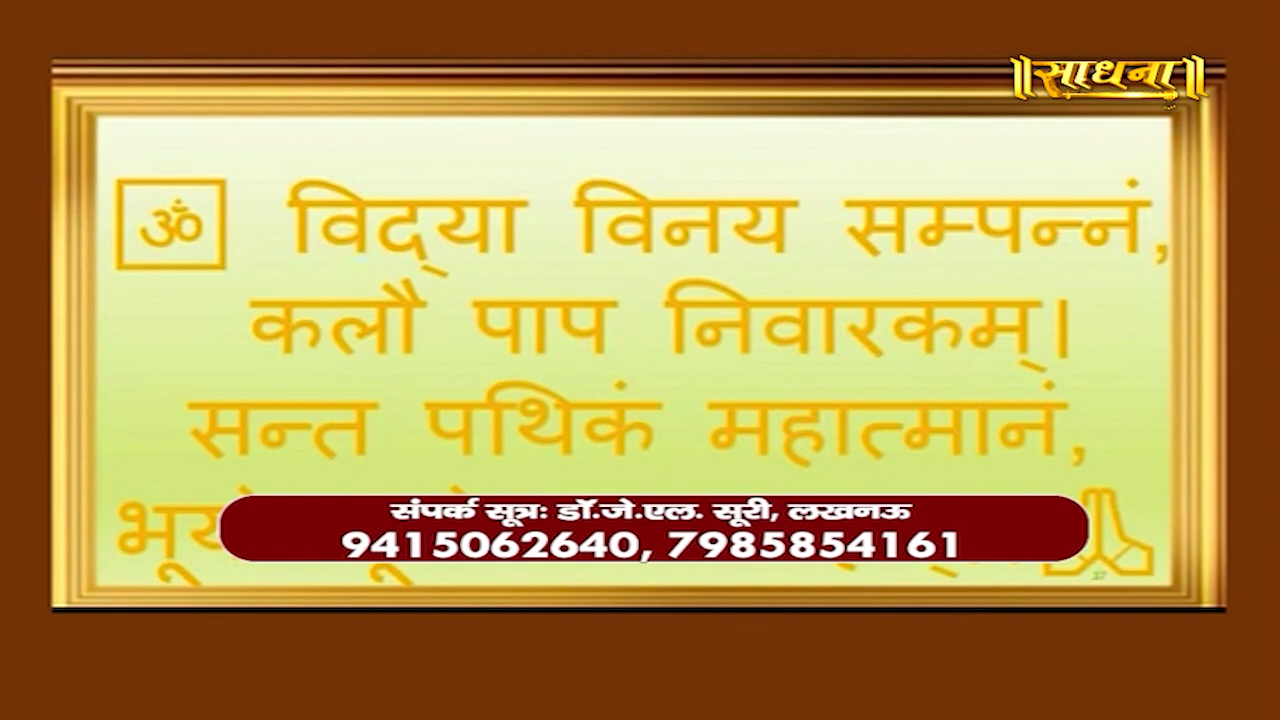 ॥साधना॥
ॐ विद्या विनय सम्पन्नं,
कलौ पाप निवारकम्।
सन्त पथिकं महात्मानं,
संपर्क सूत्रः डॉ.जे.एल. सूरी, लखनऊ
9415062640, 7985854161